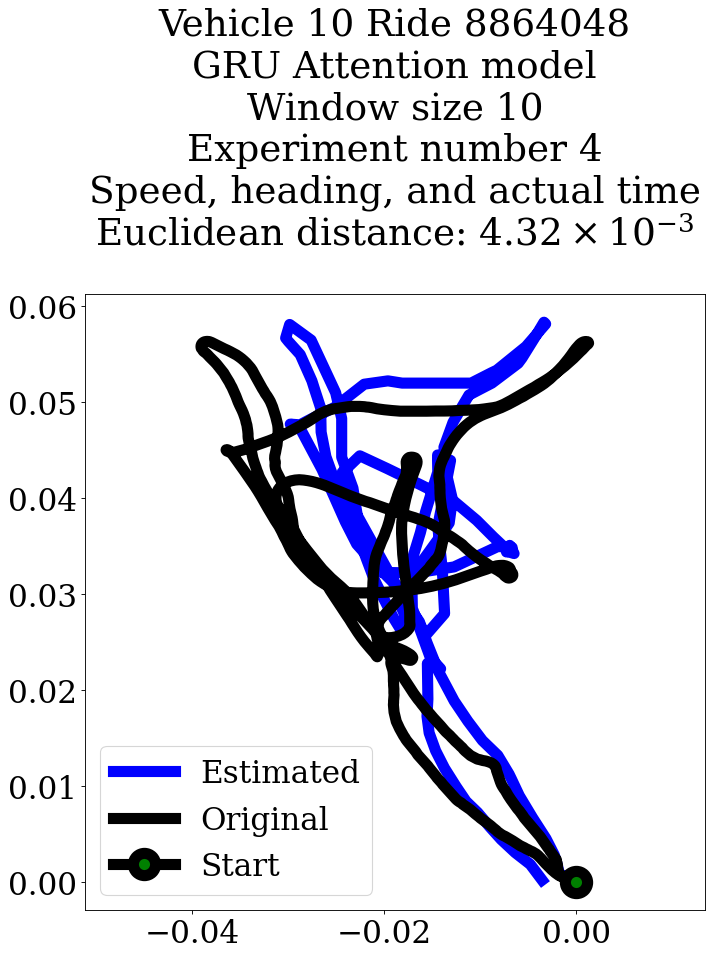 Vehicle 10 Ride 8864048
GRU Attention model
Window size 10
Experiment number 4
Speed, heading, and actual time
Euclidean distance: 4.32 × 10⁻³
0.06
0.05
0.04
0.03
0.02
0.01
0.00
Estimated
Original
Start
−0.04
−0.02
0.00